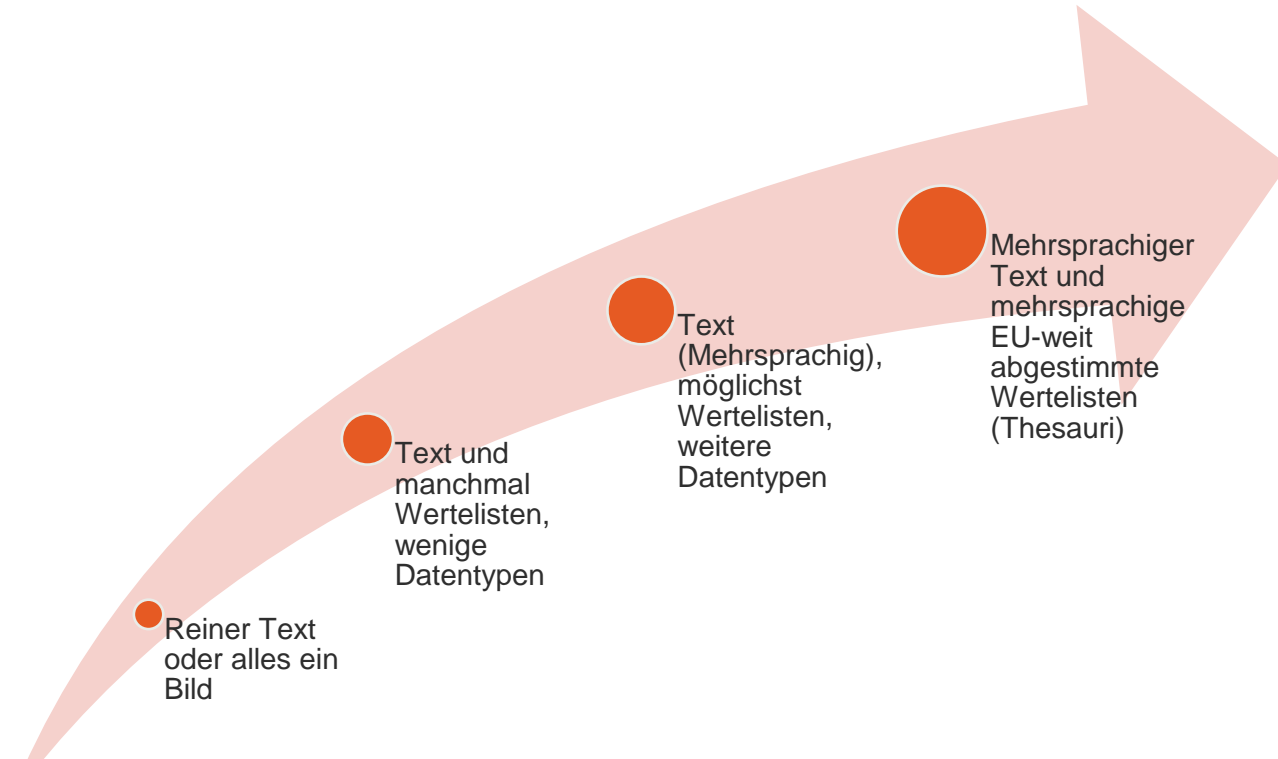 Reiner Text
oder alles ein
Bild
Text und
manchmal
Wertelisten,
wenige
Datentypen
Text
(Mehrsprachig),
möglichst
Wertelisten,
weitere
Datentypen
Mehrsprachiger
Text und
mehrsprachige
EU-weit
abgestimmte
Wertelisten
(Thesauri)